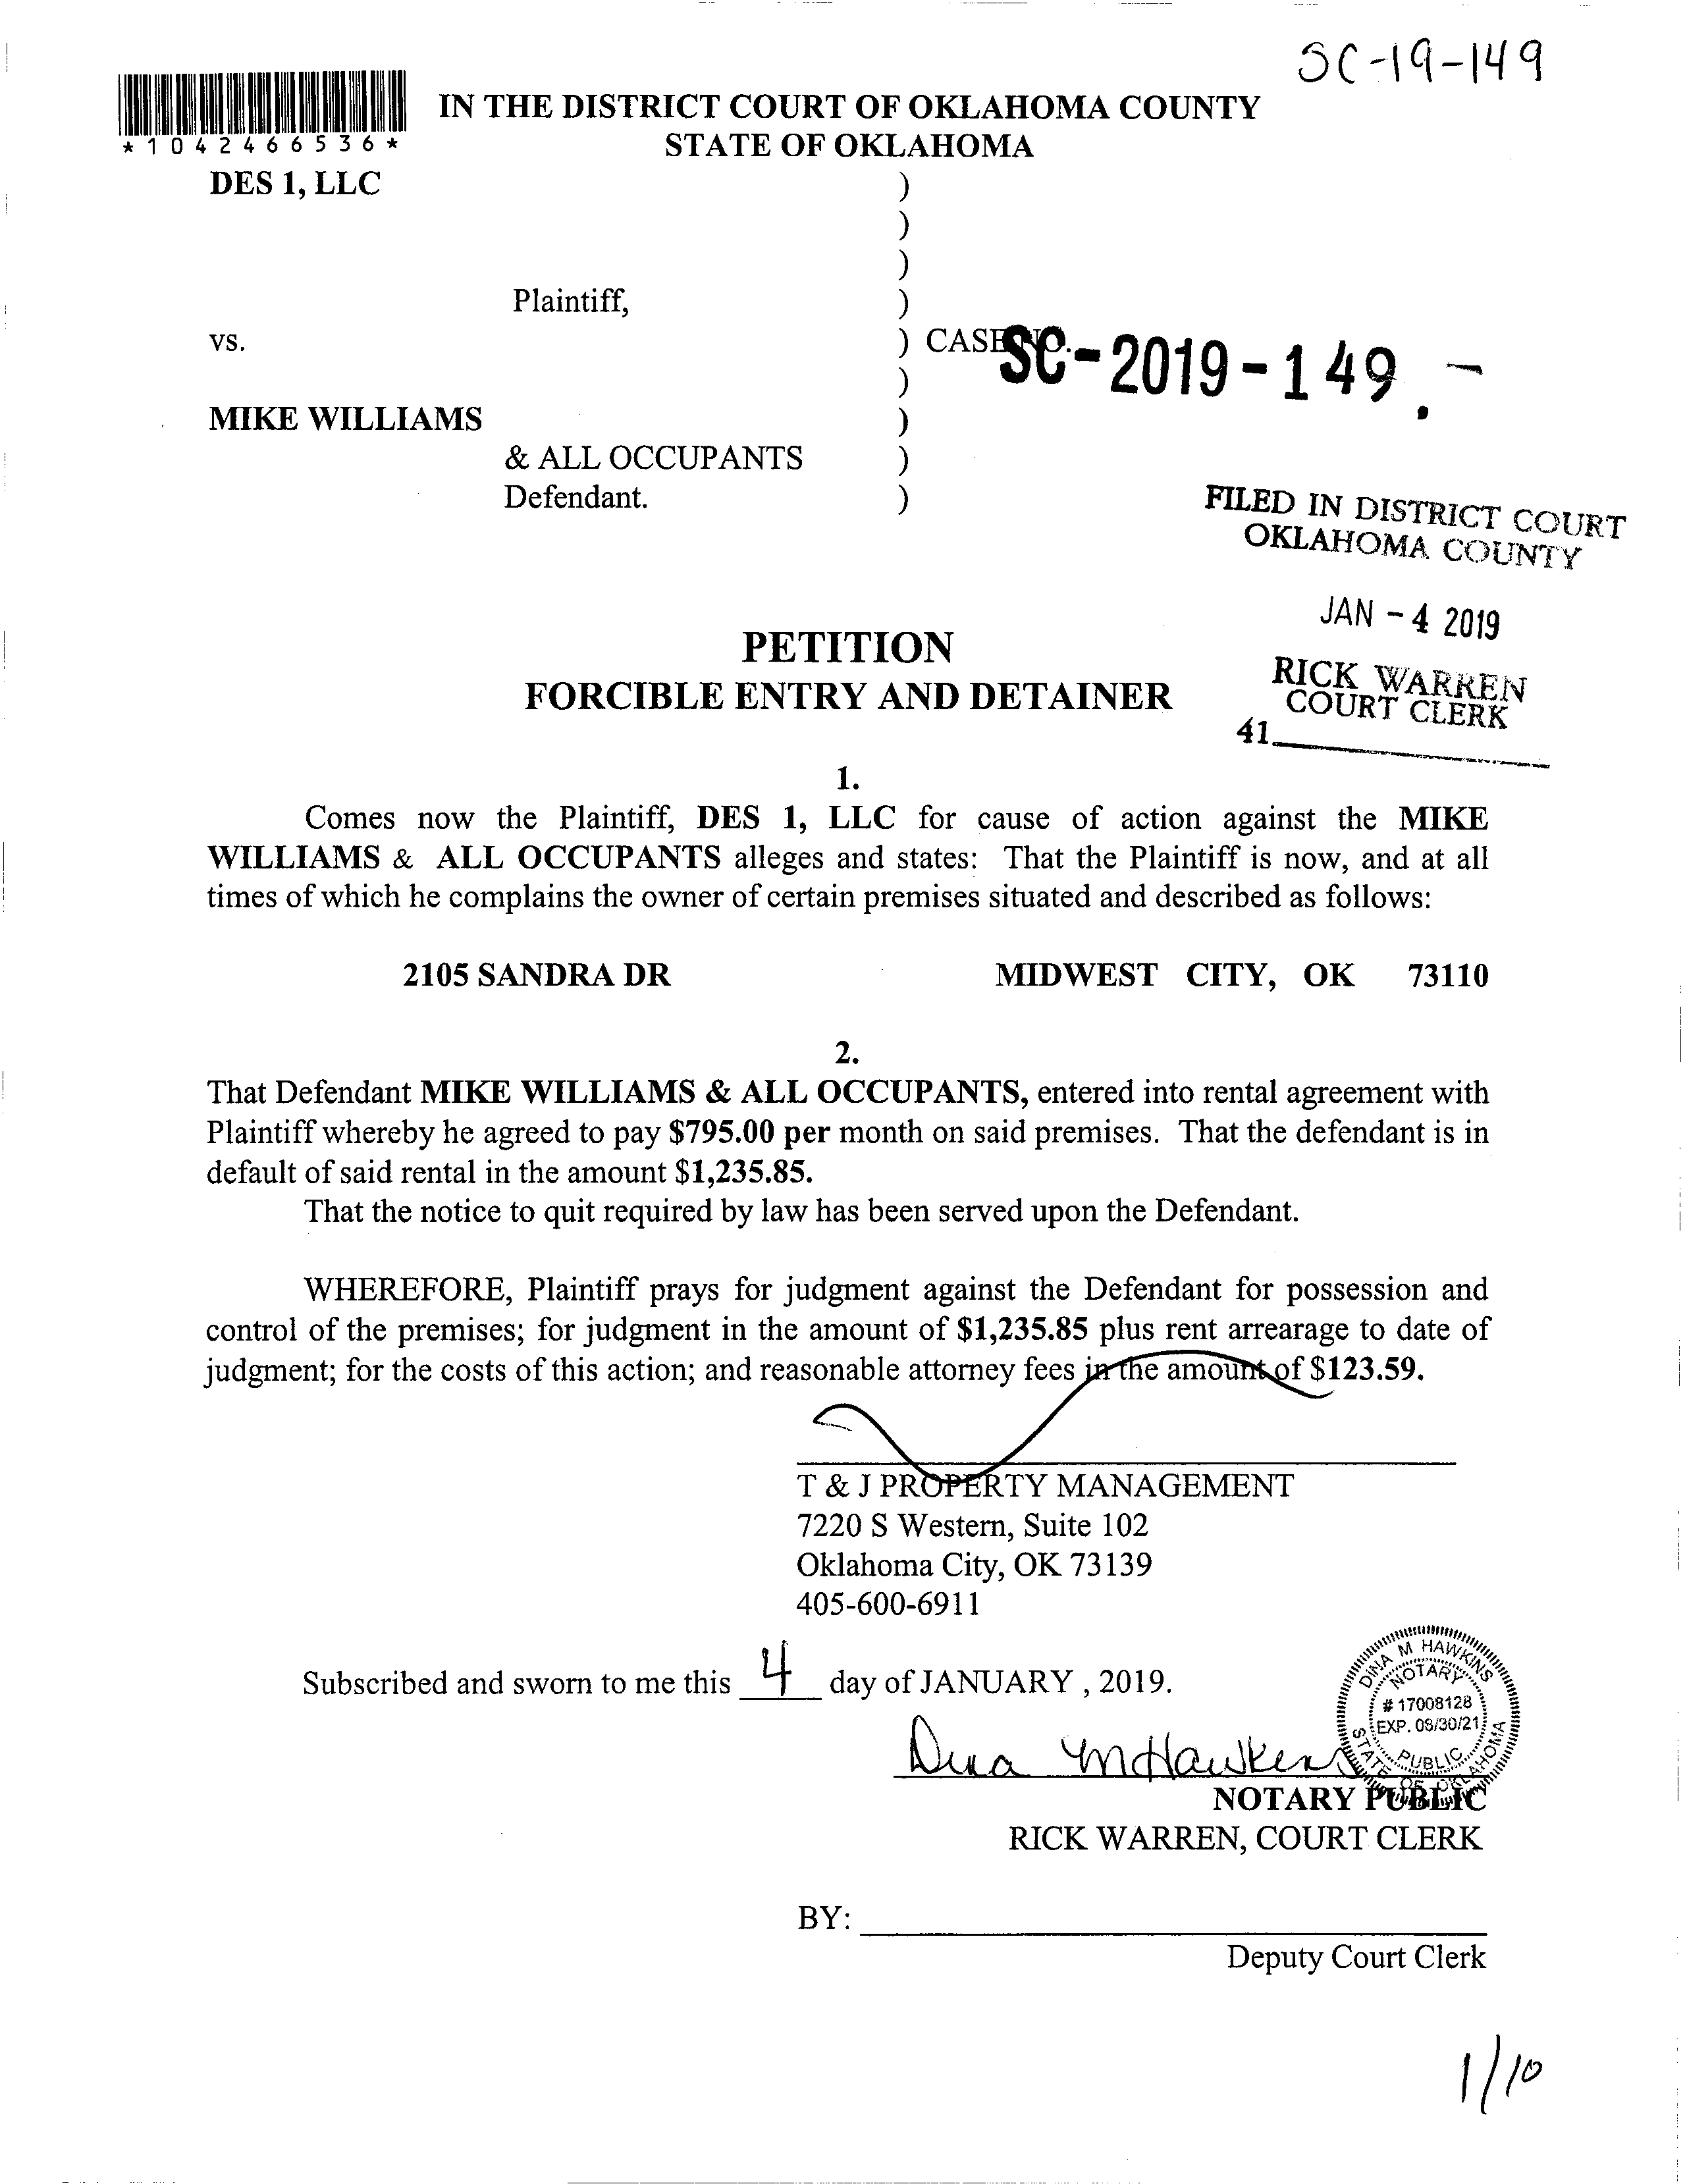 SC-19-149
*1042466536*
IN THE DISTRICT COURT OF OKLAHOMA COUNTY
STATE OF OKLAHOMA
DES 1, LLC )
)
)
Plaintiff, )
vs. ) CASE NO. SC-2019-149.-
)
MIKE WILLIAMS )
& ALL OCCUPANTS )
Defendant. )
FILED IN DISTRICT COURT
OKLAHOMA COUNTY
JAN -4 2019
RICK WARREN
COURT CLERK
41
PETITION
FORCIBLE ENTRY AND DETAINER
1.
Comes now the Plaintiff, DES 1, LLC for cause of action against the MIKE
WILLIAMS & ALL OCCUPANTS alleges and states: That the Plaintiff is now, and at all
times of which he complains the owner of certain premises situated and described as follows:
2105 SANDRA DR MIDWEST CITY, OK 73110
2.
That Defendant MIKE WILLIAMS & ALL OCCUPANTS, entered into rental agreement with
Plaintiff whereby he agreed to pay $795.00 per month on said premises. That the defendant is in
default of said rental in the amount $1,235.85.
That the notice to quit required by law has been served upon the Defendant.
WHEREFORE, Plaintiff prays for judgment against the Defendant for possession and
control of the premises; for judgment in the amount of $1,235.85 plus rent arrearage to date of
judgment; for the costs of this action; and reasonable attorney fees in the amount of $123.59.
T & J PROPERTY MANAGEMENT
7220 S Western, Suite 102
Oklahoma City, OK 73139
405-600-6911
Subscribed and sworn to me this 4 day of JANUARY , 2019.
Dina M Hawkins
DINA M HAWKINS
NOTARY
# 17008128
EXP. 08/30/21
PUBLIC
STATE OF OKLAHOMA
NOTARY PUBLIC
RICK WARREN, COURT CLERK
BY:
Deputy Court Clerk
1/10